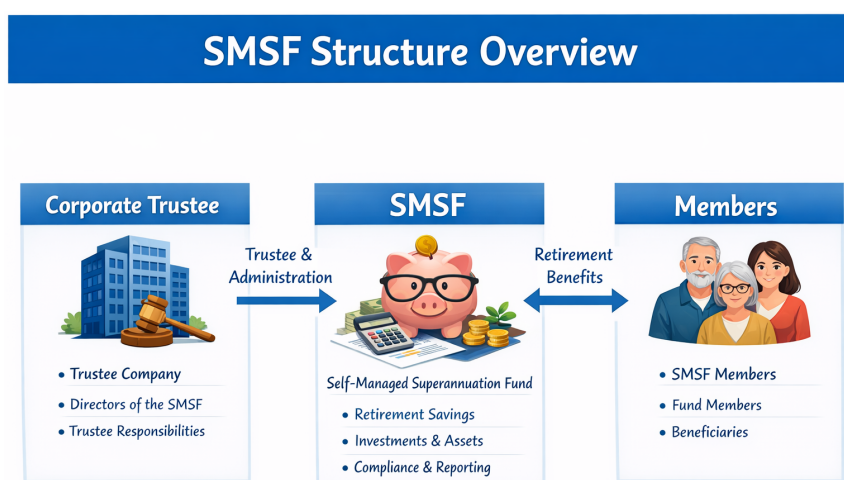 SMSF Structure Overview
Corporate Trustee
Trustee &
Administration
• Trustee Company
• Directors of the SMSF
• Trustee Responsibilities
SMSF
$
Self-Managed Superannuation Fund
• Retirement Savings
• Investments & Assets
• Compliance & Reporting
Retirement
Benefits
Members
• SMSF Members
• Fund Members
• Beneficiaries